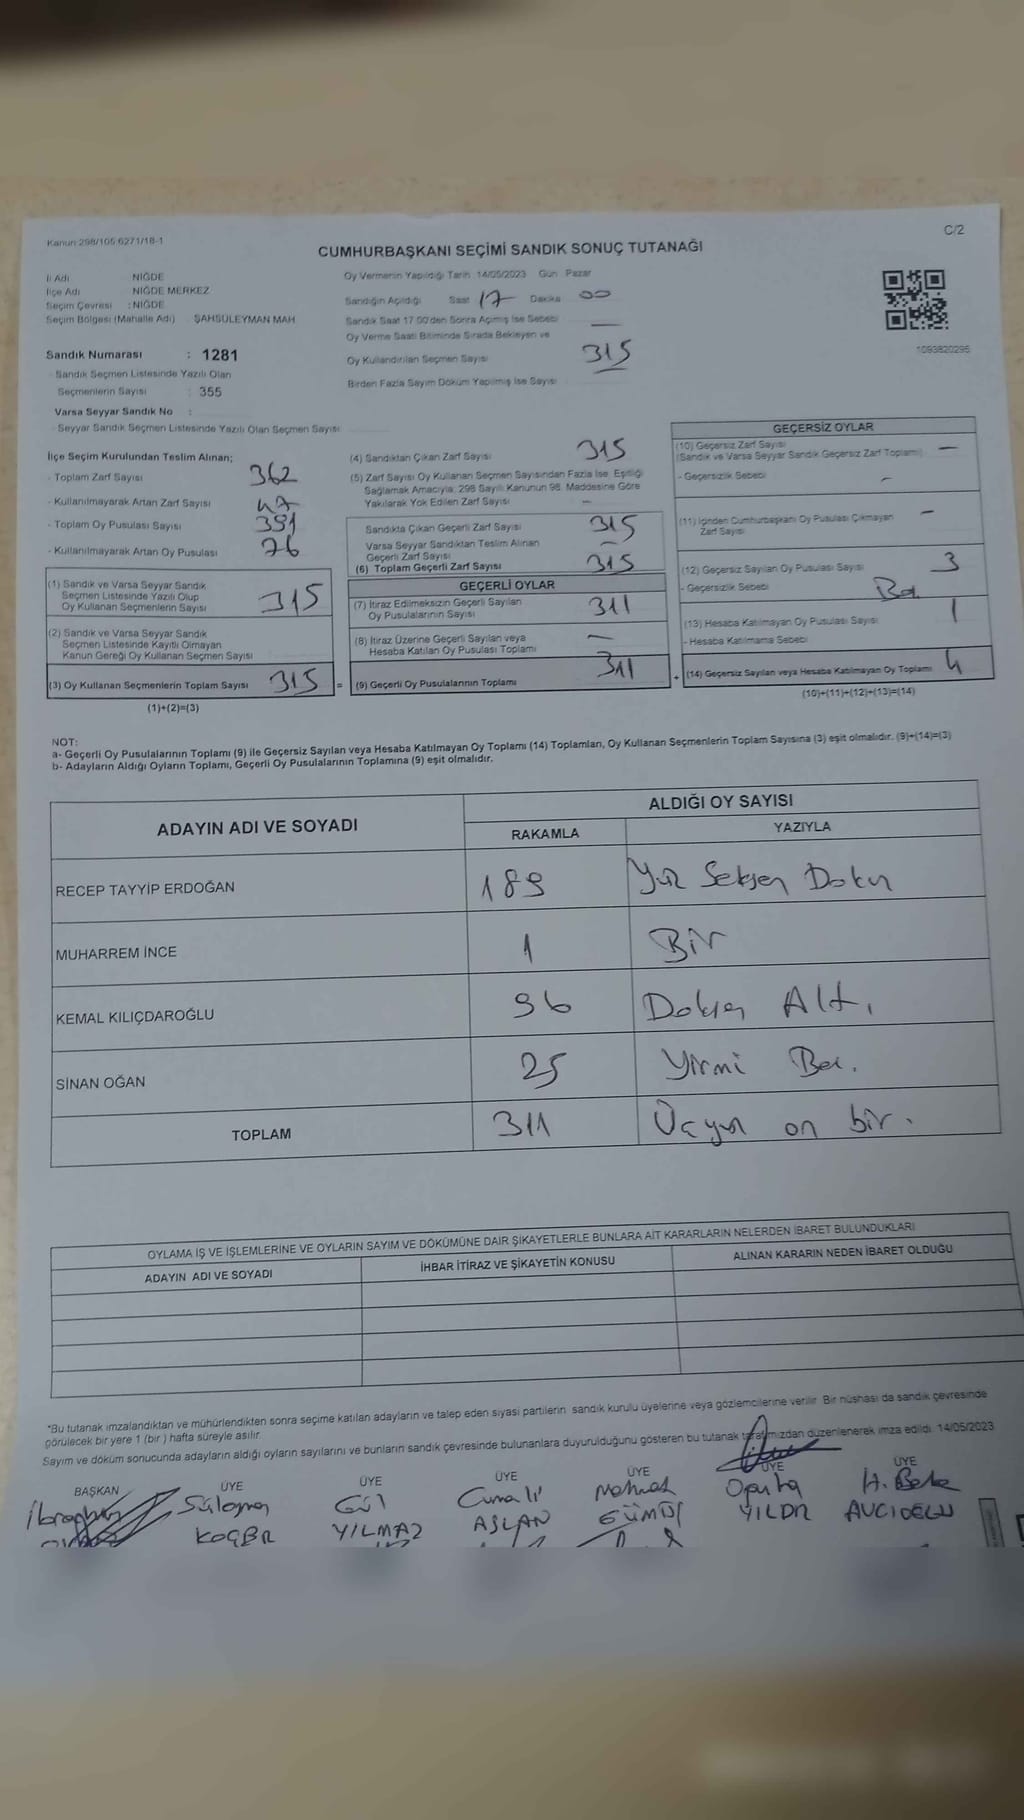 Kanun 298/105 6271/18-1
C/2
CUMHURBAŞKANI SEÇİMİ SANDIK SONUÇ TUTANAĞI
İl Adı NİĞDE
İlçe Adı NİĞDE MERKEZ
Seçim Çevresi : NİĞDE
Seçim Bölgesi (Mahalle Adı) ŞAHSÜLEYMAN MAH.
Sandık Numarası : 1281
- Sandık Seçmen Listesinde Yazılı Olan
Seçmenlerin Sayısı : 355
Varsa Seyyar Sandık No :
- Seyyar Sandık Seçmen Listesinde Yazılı Olan Seçmen Sayısı
Oy Vermenin Yapıldığı Tarih 14/05/2023 Gün Pazar
Sandığın Açıldığı Saat 17 Dakika 00
Sandık Saat 17:00'den Sonra Açımış İse Sebebi —
Oy Verme Saati Bitiminde Sırada Bekleyen ve
Oy Kullandırılan Seçmen Sayısı 315
Birden Fazla Sayım Döküm Yapılmış İse Sayısı
1093820295
İlçe Seçim Kurulundan Teslim Alınan;
- Toplam Zarf Sayısı 362
- Kullanılmayarak Artan Zarf Sayısı 47
- Toplam Oy Pusulası Sayısı 391
- Kullanılmayarak Artan Oy Pusulası 76
(1) Sandık ve Varsa Seyyar Sandık
Seçmen Listesinde Yazılı Olup
Oy Kullanan Seçmenlerin Sayısı 315
(2) Sandık ve Varsa Seyyar Sandık
Seçmen Listesinde Kayıtlı Olmayan
Kanun Gereği Oy Kullanan Seçmen Sayısı
(3) Oy Kullanan Seçmenlerin Toplam Sayısı 315 =
(1)+(2)=(3)
(4) Sandıktan Çıkan Zarf Sayısı 315
(5) Zarf Sayısı Oy Kullanan Seçmen Sayısından Fazla İse, Eşitliği
Sağlamak Amacıyla, 298 Sayılı Kanunun 98. Maddesine Göre
Yakılarak Yok Edilen Zarf Sayısı —
Sandıkta Çıkan Geçerli Zarf Sayısı 315
Varsa Seyyar Sandıktan Teslim Alınan
Geçerli Zarf Sayısı —
(6) Toplam Geçerli Zarf Sayısı 315
GEÇERLİ OYLAR
(7) İtiraz Edilmeksizin Geçerli Sayılan
Oy Pusulalarının Sayısı 311
(8) İtiraz Üzerine Geçerli Sayılan veya
Hesaba Katılan Oy Pusulası Toplamı —
(9) Geçerli Oy Pusulalarının Toplamı 311 +
GEÇERSİZ OYLAR
(10) Geçersiz Zarf Sayısı
(Sandık ve Varsa Seyyar Sandık Geçersiz Zarf Toplamı) —
- Geçersizlik Sebebi —
(11) İçinden Cumhurbaşkanı Oy Pusulası Çıkmayan
Zarf Sayısı —
(12) Geçersiz Sayılan Oy Pusulası Sayısı 3
- Geçersizlik Sebebi
(13) Hesaba Katılmayan Oy Pusulası Sayısı 1
- Hesaba Katılmama Sebebi
(14) Geçersiz Sayılan veya Hesaba Katılmayan Oy Toplamı 4
(10)+(11)+(12)+(13)=(14)
NOT:
a- Geçerli Oy Pusulalarının Toplamı (9) ile Geçersiz Sayılan veya Hesaba Katılmayan Oy Toplamı (14) Toplamları, Oy Kullanan Seçmenlerin Toplam Sayısına (3) eşit olmalıdır. (9)+(14)=(3)
b- Adayların Aldığı Oyların Toplamı, Geçerli Oy Pusulalarının Toplamına (9) eşit olmalıdır.
ADAYIN ADI VE SOYADI ALDIĞI OY SAYISI
RAKAMLA YAZIYLA
RECEP TAYYİP ERDOĞAN 189 Yüz Seksen Dokuz
MUHARREM İNCE 1 Bir
KEMAL KILIÇDAROĞLU 96 Doksan Altı
SİNAN OĞAN 25 Yirmi Beş.
TOPLAM 311 Üçyüz on bir.
OYLAMA İŞ VE İŞLEMLERİNE VE OYLARIN SAYIM VE DÖKÜMÜNE DAİR ŞİKAYETLERLE BUNLARA AİT KARARLARIN NELERDEN İBARET BULUNDUKLARI
ADAYIN ADI VE SOYADI İHBAR İTİRAZ VE ŞİKAYETİN KONUSU ALINAN KARARIN NEDEN İBARET OLDUĞU
*Bu tutanak imzalandıktan ve mühürlendikten sonra seçime katılan adayların ve talep eden siyasi partilerin sandık kurulu üyelerine veya gözlemcilerine verilir. Bir nüshası da sandık çevresinde
görülecek bir yere 1 (bir) hafta süreyle asılır.
Sayım ve döküm sonucunda adayların aldığı oyların sayılarını ve bunların sandık çevresinde bulunanlara duyurulduğunu gösteren bu tutanak tarafımızdan düzenlenerek imza edildi. 14/05/2023
BAŞKAN ÜYE ÜYE ÜYE ÜYE ÜYE ÜYE
İbrahim Süleyman Gül Cumali Mehmet H. Bek
YILMAZ ASLAN GÜMÜŞ YILDIZ AVCIOĞLU